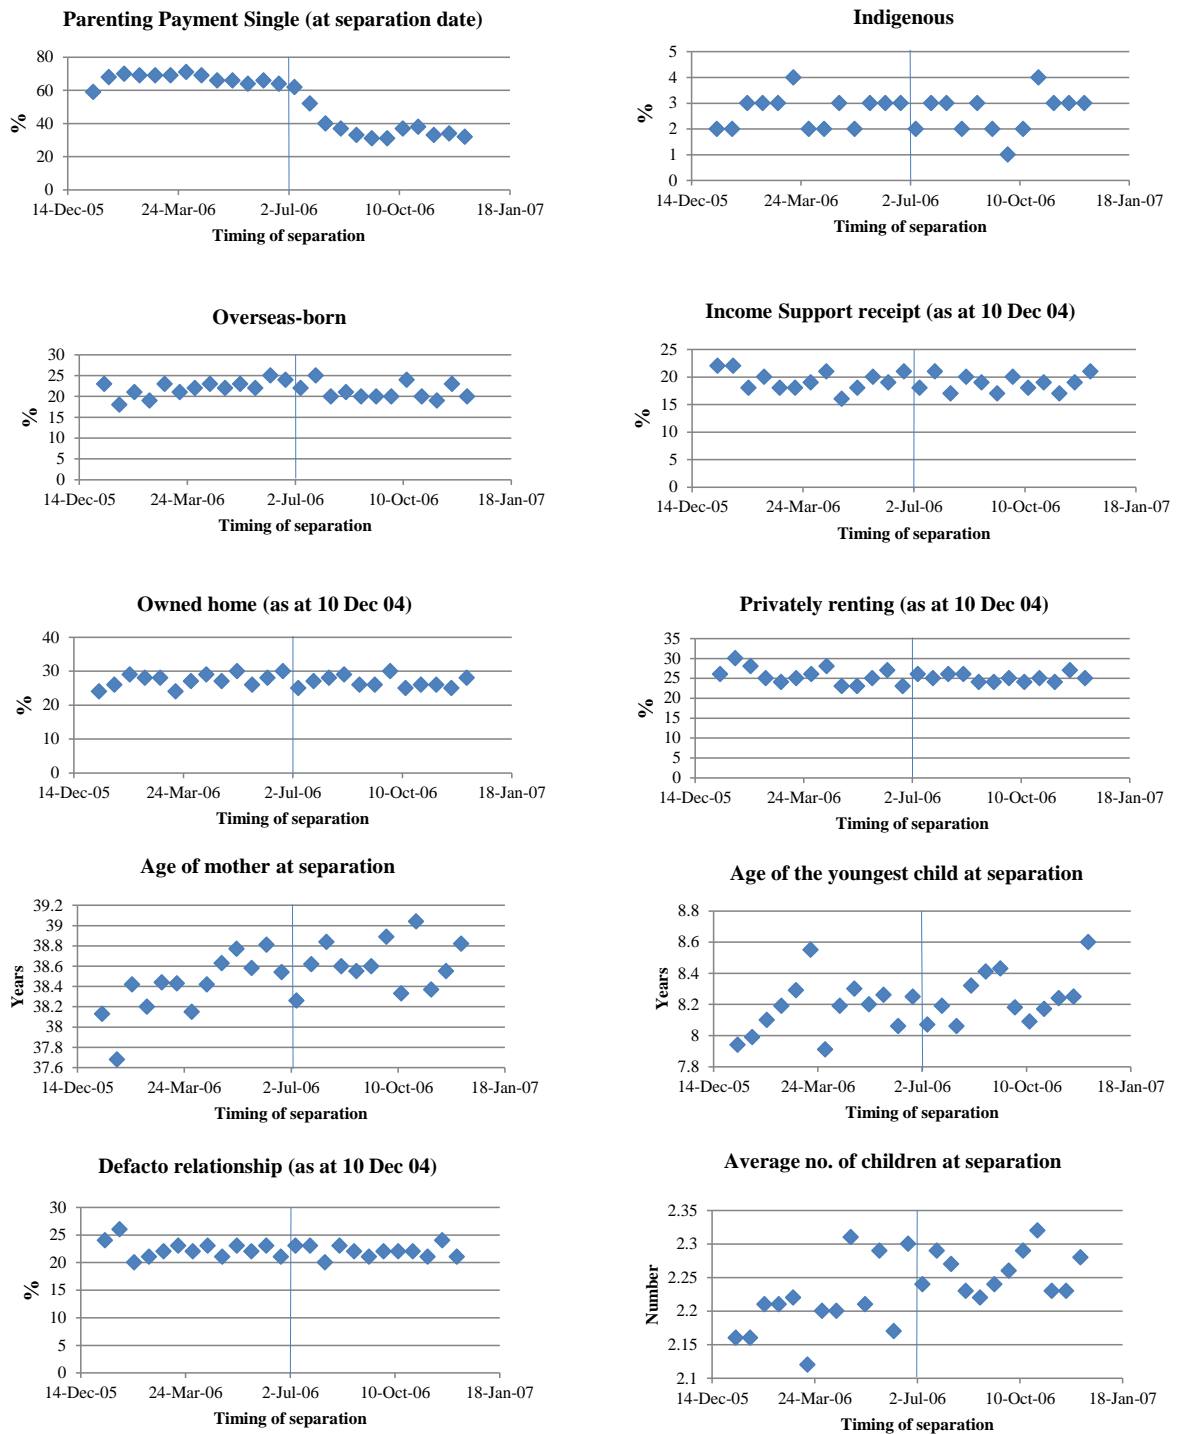 Parenting Payment Single (at separation date)
80
60
40
20
0
%
14-Dec-05 24-Mar-06 2-Jul-06 10-Oct-06 18-Jan-07
Timing of separation
Indigenous
5
4
3
2
1
0
%
14-Dec-05 24-Mar-06 2-Jul-06 10-Oct-06 18-Jan-07
Timing of separation
Overseas-born
30
25
20
15
10
5
0
%
14-Dec-05 24-Mar-06 2-Jul-06 10-Oct-06 18-Jan-07
Timing of separation
Income Support receipt (as at 10 Dec 04)
25
20
15
10
5
0
%
14-Dec-05 24-Mar-06 2-Jul-06 10-Oct-06 18-Jan-07
Timing of separation
Owned home (as at 10 Dec 04)
40
30
20
10
0
%
14-Dec-05 24-Mar-06 2-Jul-06 10-Oct-06 18-Jan-07
Timing of separation
Privately renting (as at 10 Dec 04)
35
30
25
20
15
10
5
0
%
14-Dec-05 24-Mar-06 2-Jul-06 10-Oct-06 18-Jan-07
Timing of separation
Age of mother at separation
39.2
39
38.8
38.6
38.4
38.2
38
37.8
37.6
Years
14-Dec-05 24-Mar-06 2-Jul-06 10-Oct-06 18-Jan-07
Timing of separation
Age of the youngest child at separation
8.8
8.6
8.4
8.2
8
7.8
Years
14-Dec-05 24-Mar-06 2-Jul-06 10-Oct-06 18-Jan-07
Timing of separation
Defacto relationship (as at 10 Dec 04)
30
25
20
15
10
5
0
%
14-Dec-05 24-Mar-06 2-Jul-06 10-Oct-06 18-Jan-07
Timing of separation
Average no. of children at separation
2.35
2.3
2.25
2.2
2.15
2.1
Number
14-Dec-05 24-Mar-06 2-Jul-06 10-Oct-06 18-Jan-07
Timing of separation